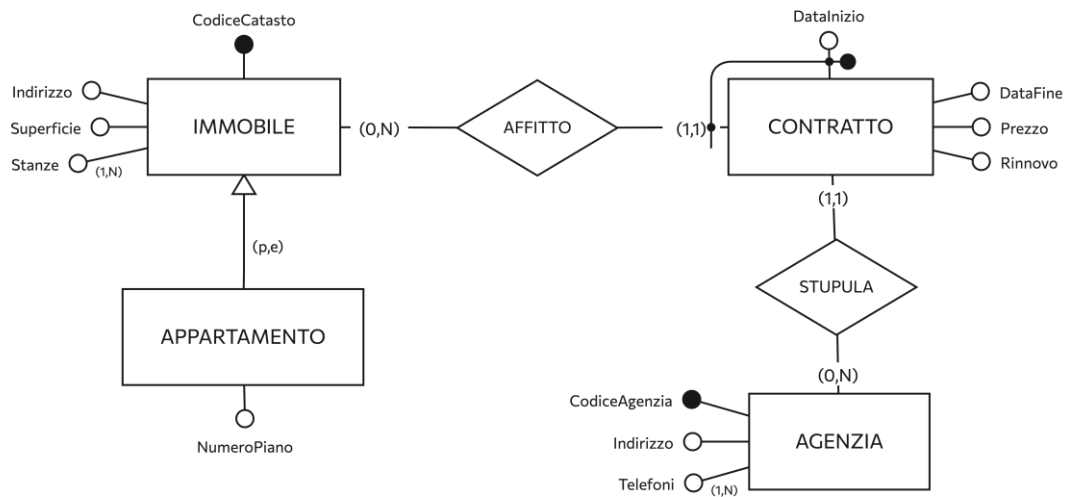 CodiceCatasto
DataInizio
Indirizzo
DataFine
Superficie
IMMOBILE
(0,N)
AFFITTO
(1,1)
CONTRATTO
Prezzo
Stanze
(1,N)
Rinnovo
(1,1)
(p,e)
STUPULA
APPARTAMENTO
(0,N)
CodiceAgenzia
NumeroPiano
Indirizzo
AGENZIA
Telefoni
(1,N)